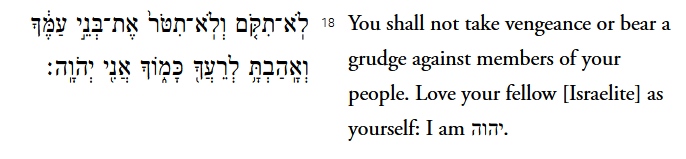 לֹֽא־תִקֹּ֤ם וְלֹֽא־תִטֹּר֙ אֶת־בְּנֵ֣י עַמֶּ֔ךָ
וְאָֽהַבְתָּ֥ לְרֵעֲךָ֖ כָּמ֑וֹךָ אֲנִ֖י יְהֹוָֽה׃
18 You shall not take vengeance or bear a
grudge against members of your
people. Love your fellow [Israelite] as
yourself: I am יהוה.